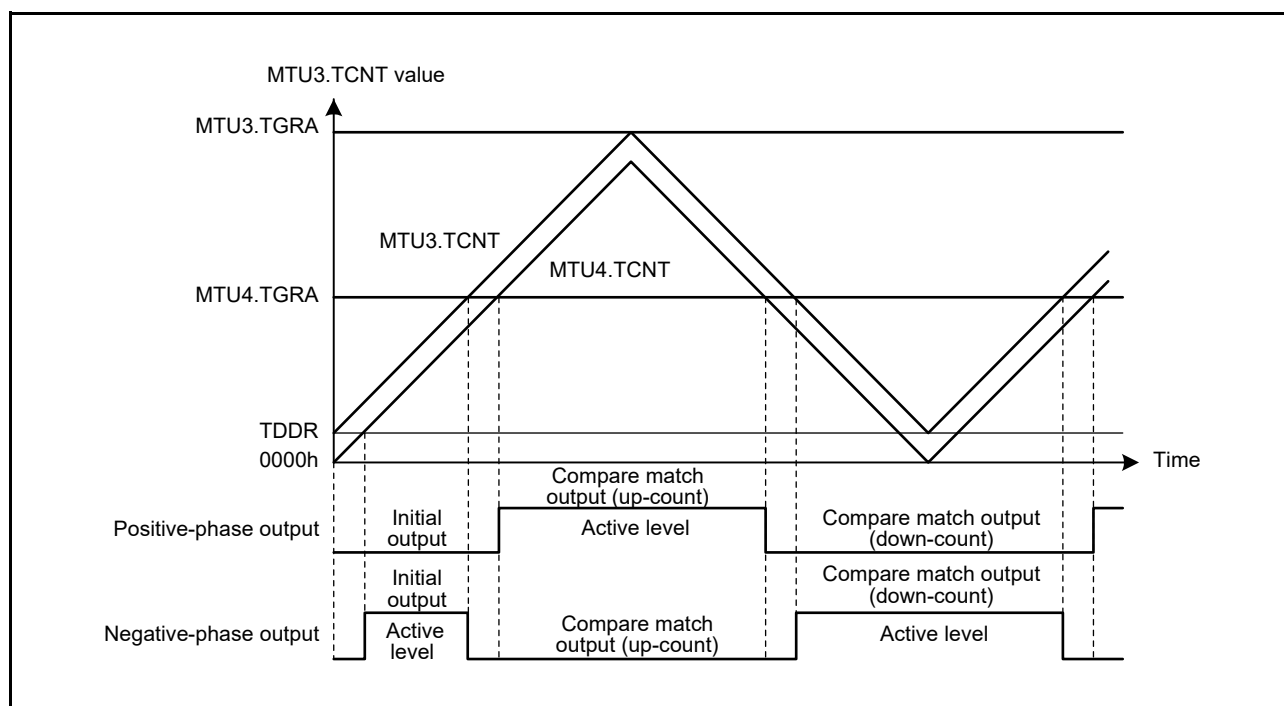 MTU3.TCNT value
MTU3.TGRA
MTU3.TCNT
MTU4.TCNT
MTU4.TGRA
TDDR
0000h
Time
Compare match
output (up-count)
Positive-phase output
Initial
output
Active level
Compare match output
(down-count)
Initial
output
Compare match output
(down-count)
Negative-phase output
Active
level
Compare match
output (up-count)
Active level